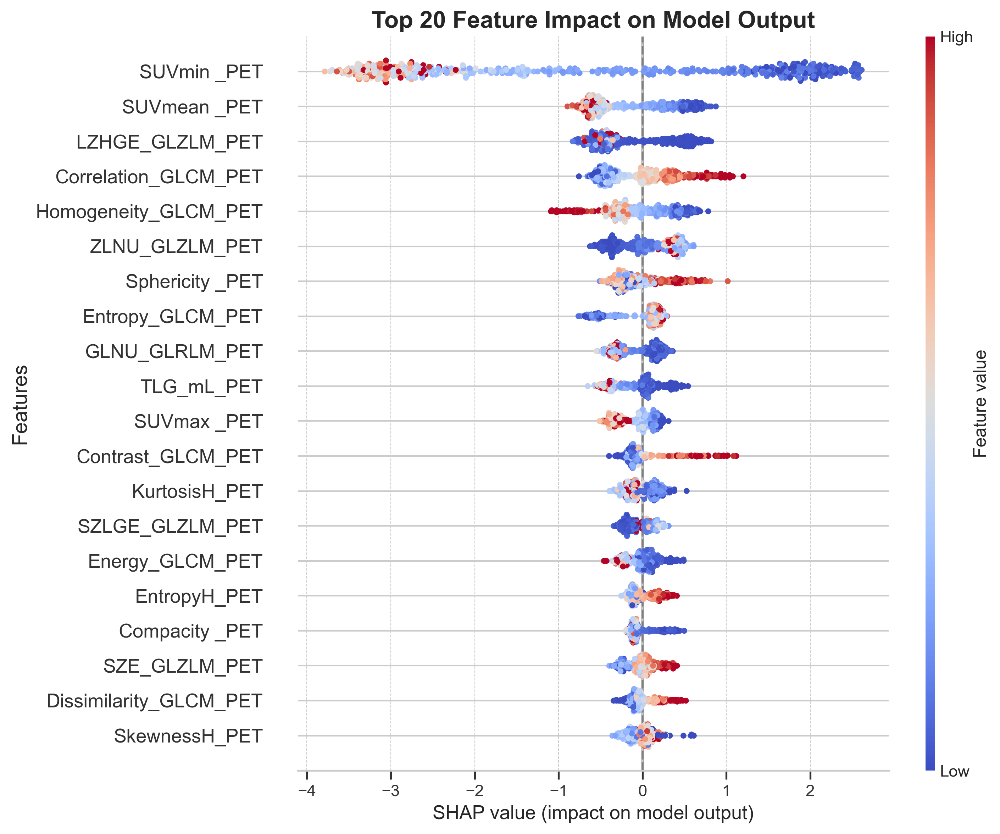 Top 20 Feature Impact on Model Output
High
SUVmin _PET
SUVmean _PET
LZHGE_GLZLM_PET
Correlation_GLCM_PET
Homogeneity_GLCM_PET
ZLNU_GLZLM_PET
Sphericity _PET
Entropy_GLCM_PET
GLNU_GLRLM_PET
TLG_mL_PET
SUVmax _PET
Contrast_GLCM_PET
KurtosisH_PET
SZLGE_GLZLM_PET
Energy_GLCM_PET
EntropyH_PET
Compacity _PET
SZE_GLZLM_PET
Dissimilarity_GLCM_PET
SkewnessH_PET
Features
Feature value
Low
−4 −3 −2 −1 0 1 2
SHAP value (impact on model output)